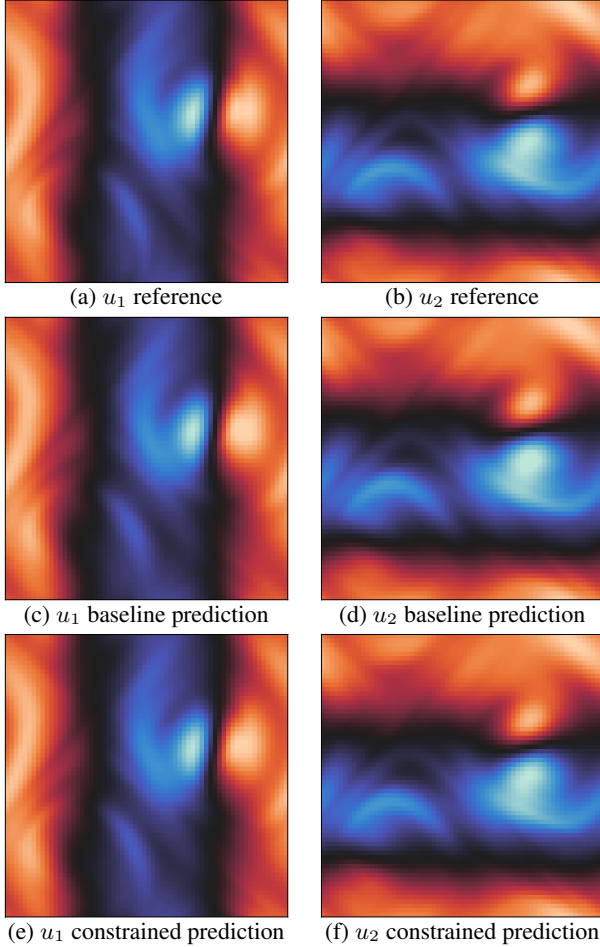 (a) u₁ reference
(b) u₂ reference
(c) u₁ baseline prediction
(d) u₂ baseline prediction
(e) u₁ constrained prediction
(f) u₂ constrained prediction